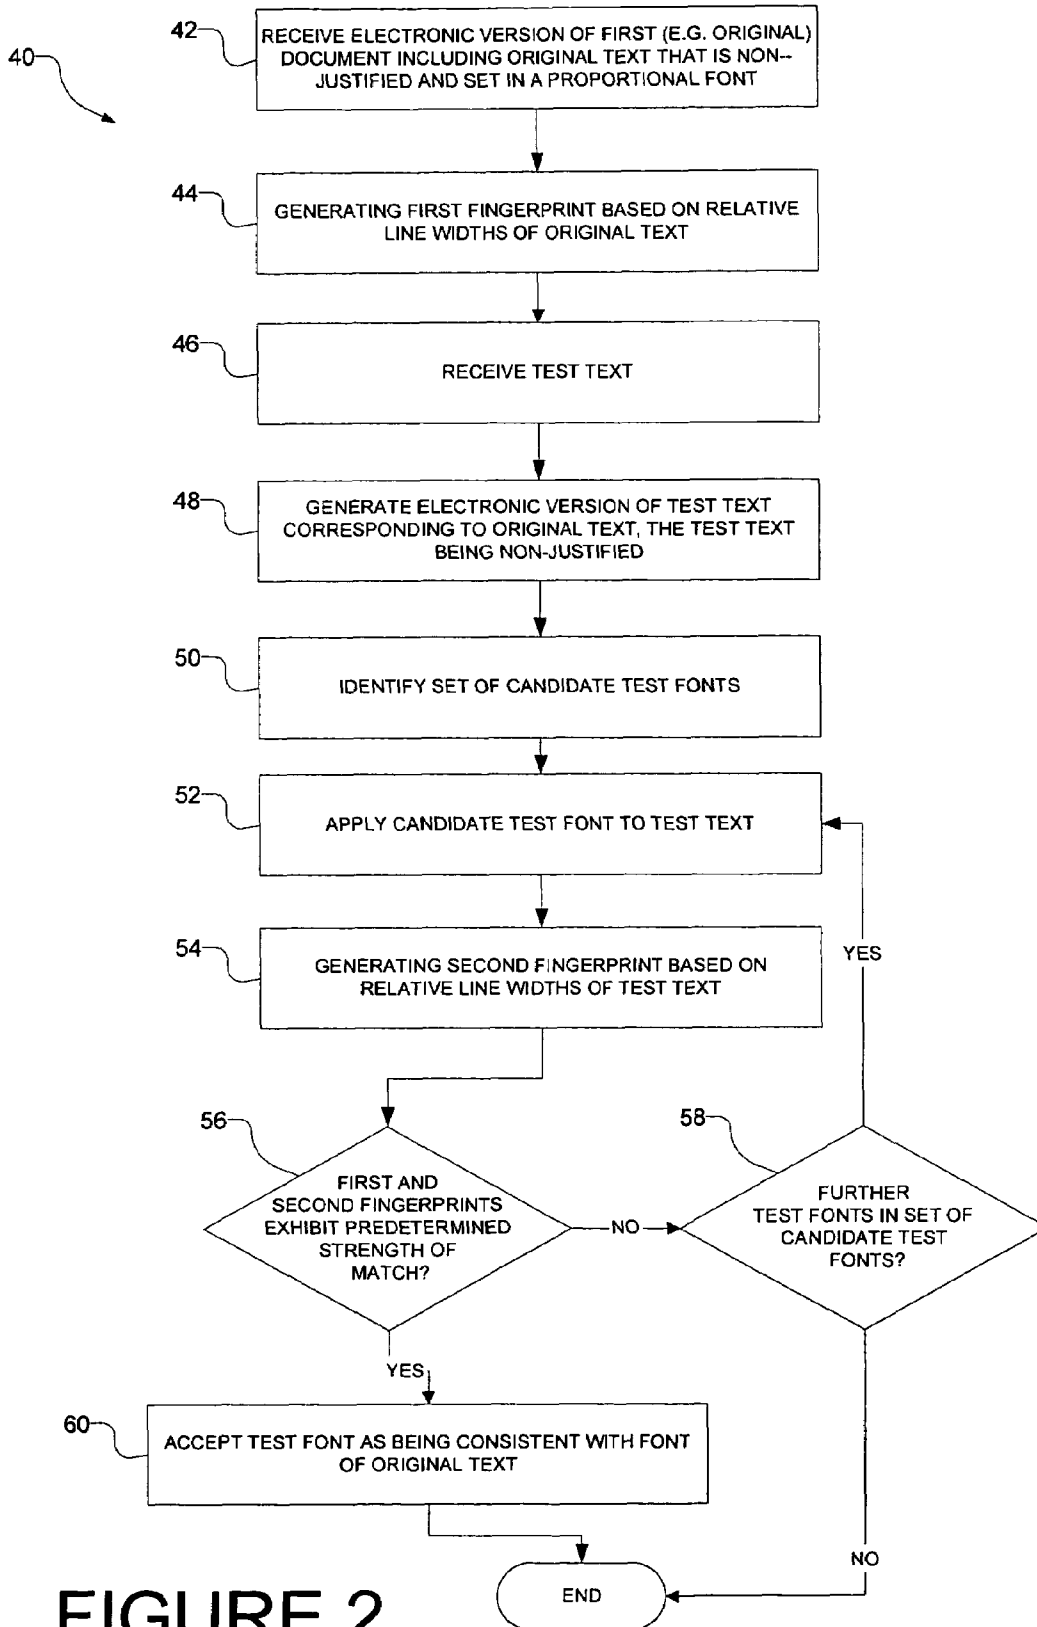 40
42
RECEIVE ELECTRONIC VERSION OF FIRST (E.G. ORIGINAL)
DOCUMENT INCLUDING ORIGINAL TEXT THAT IS NON--
JUSTIFIED AND SET IN A PROPORTIONAL FONT
44
GENERATING FIRST FINGERPRINT BASED ON RELATIVE
LINE WIDTHS OF ORIGINAL TEXT
46
RECEIVE TEST TEXT
48
GENERATE ELECTRONIC VERSION OF TEST TEXT
CORRESPONDING TO ORIGINAL TEXT, THE TEST TEXT
BEING NON-JUSTIFIED
50
IDENTIFY SET OF CANDIDATE TEST FONTS
52
APPLY CANDIDATE TEST FONT TO TEST TEXT
54
GENERATING SECOND FINGERPRINT BASED ON
RELATIVE LINE WIDTHS OF TEST TEXT
YES
56
FIRST AND
SECOND FINGERPRINTS
EXHIBIT PREDETERMINED
STRENGTH OF
MATCH?
NO
58
FURTHER
TEST FONTS IN SET OF
CANDIDATE TEST
FONTS?
YES
60
ACCEPT TEST FONT AS BEING CONSISTENT WITH FONT
OF ORIGINAL TEXT
NO
END
FIGURE 2